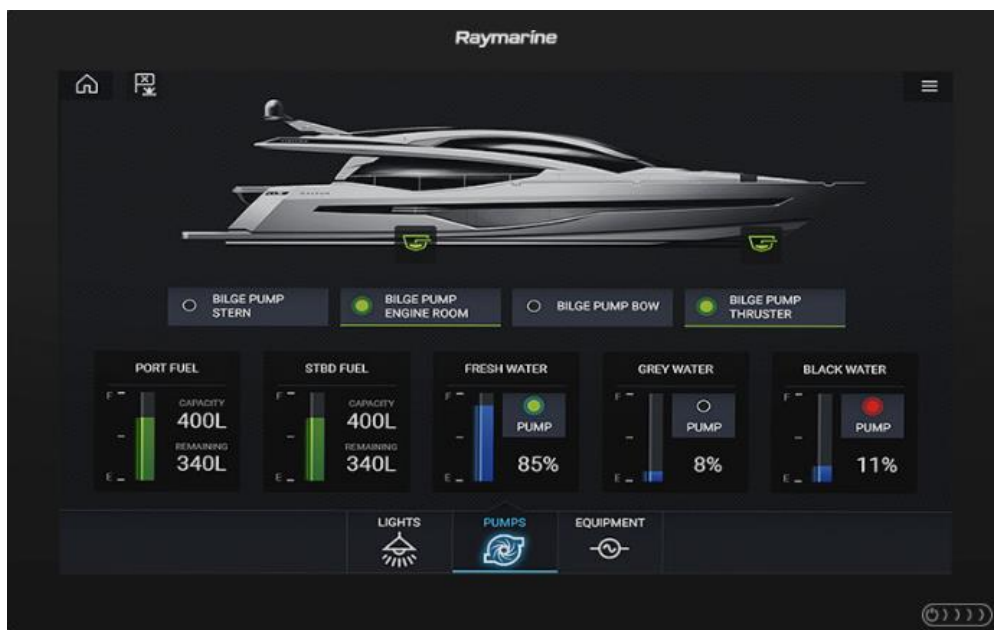 Raymarine
BILGE PUMP
STERN
BILGE PUMP
ENGINE ROOM
BILGE PUMP BOW
BILGE PUMP
THRUSTER
PORT FUEL
F
CAPACITY
400L
REMAINING
340L
E
STBD FUEL
F
CAPACITY
400L
REMAINING
340L
E
FRESH WATER
F
PUMP
85%
E
GREY WATER
F
PUMP
8%
E
BLACK WATER
F
PUMP
11%
E
LIGHTS
PUMPS
EQUIPMENT